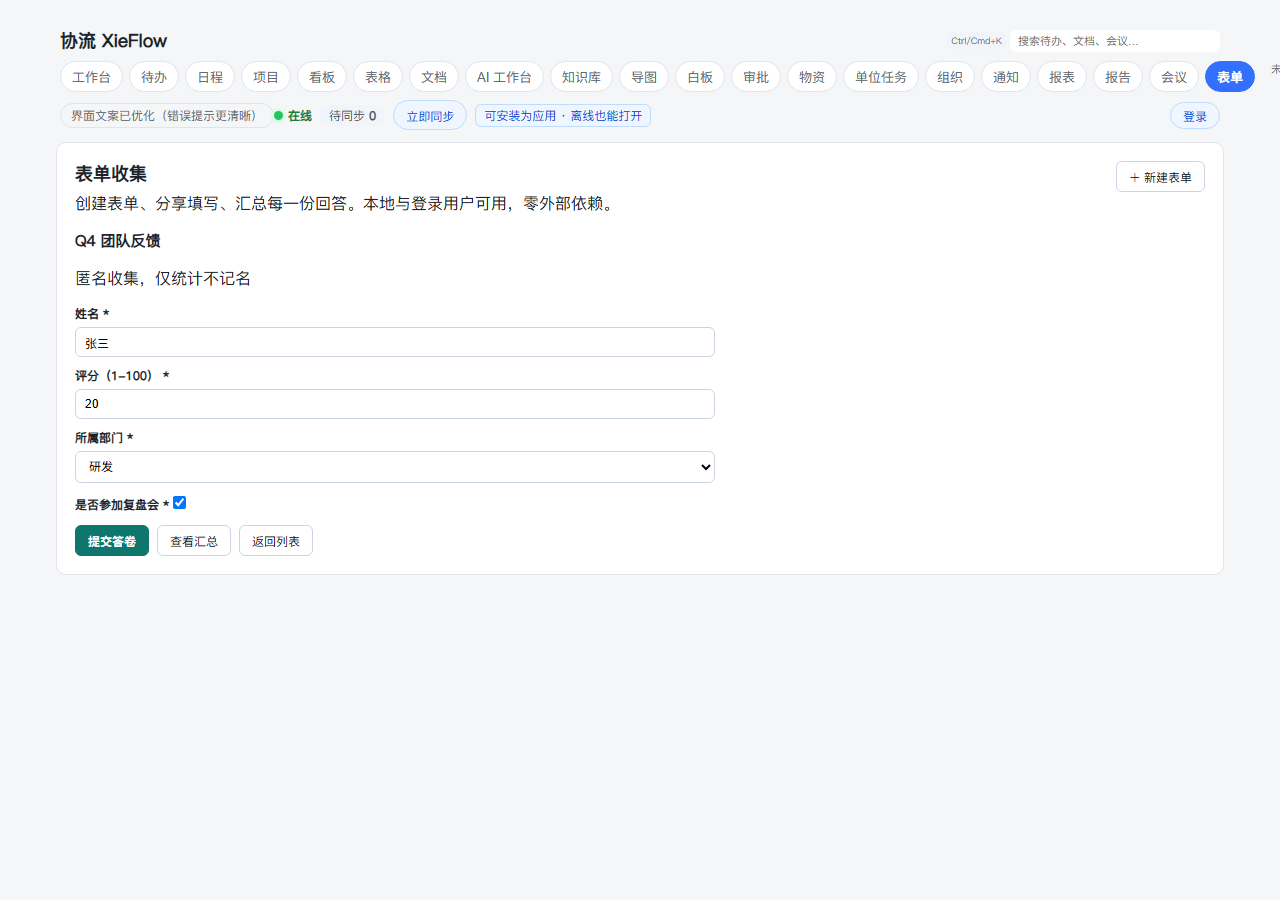 协流 XieFlow
Ctrl/Cmd+K 搜索待办、文档、会议...
工作台 待办 日程 项目 看板 表格 文档 AI 工作台 知识库 导图 白板 审批 物资 单位任务 组织 通知 报表 报告 会议 表单 未
界面文案已优化（错误提示更清晰） 在线 待同步 0 立即同步 可安装为应用 · 离线也能打开 登录
表单收集
＋ 新建表单
创建表单、分享填写、汇总每一份回答。本地与登录用户可用，零外部依赖。
Q4 团队反馈
匿名收集，仅统计不记名
姓名 *
张三
评分（1–100） *
20
所属部门 *
研发
是否参加复盘会 *
提交答卷 查看汇总 返回列表